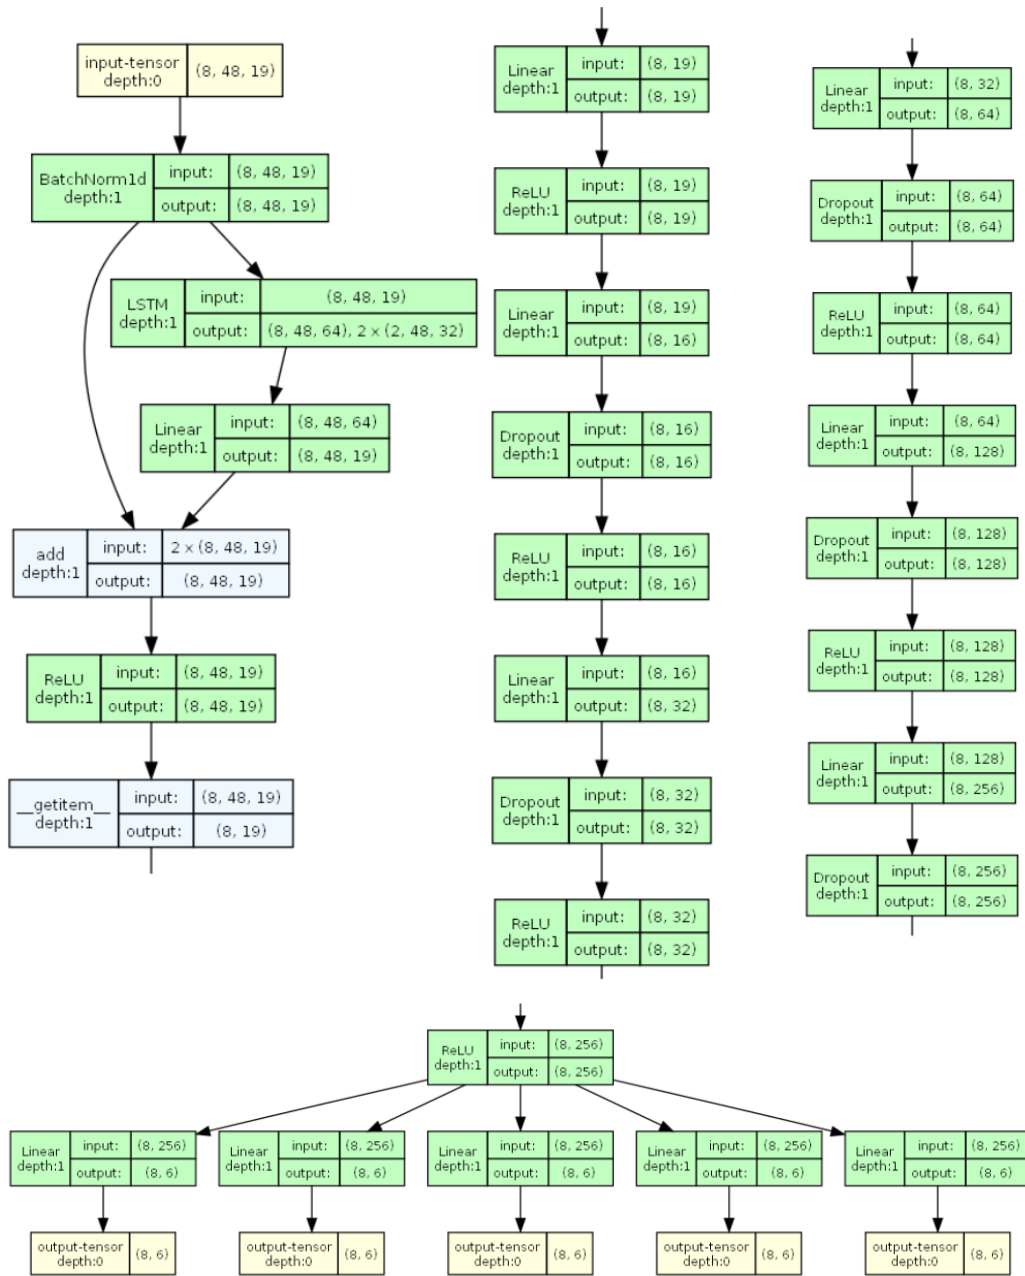 input-tensor
depth:0
(8, 48, 19)
BatchNorm1d
depth:1
input: (8, 48, 19)
output: (8, 48, 19)
LSTM
depth:1
input: (8, 48, 19)
output: (8, 48, 64), 2 × (2, 48, 32)
Linear
depth:1
input: (8, 48, 64)
output: (8, 48, 19)
add
depth:1
input: 2 × (8, 48, 19)
output: (8, 48, 19)
ReLU
depth:1
input: (8, 48, 19)
output: (8, 48, 19)
__getitem__
depth:1
input: (8, 48, 19)
output: (8, 19)
Linear
depth:1
input: (8, 19)
output: (8, 19)
ReLU
depth:1
input: (8, 19)
output: (8, 19)
Linear
depth:1
input: (8, 19)
output: (8, 16)
Dropout
depth:1
input: (8, 16)
output: (8, 16)
ReLU
depth:1
input: (8, 16)
output: (8, 16)
Linear
depth:1
input: (8, 16)
output: (8, 32)
Dropout
depth:1
input: (8, 32)
output: (8, 32)
ReLU
depth:1
input: (8, 32)
output: (8, 32)
Linear
depth:1
input: (8, 32)
output: (8, 64)
Dropout
depth:1
input: (8, 64)
output: (8, 64)
ReLU
depth:1
input: (8, 64)
output: (8, 64)
Linear
depth:1
input: (8, 64)
output: (8, 128)
Dropout
depth:1
input: (8, 128)
output: (8, 128)
ReLU
depth:1
input: (8, 128)
output: (8, 128)
Linear
depth:1
input: (8, 128)
output: (8, 256)
Dropout
depth:1
input: (8, 256)
output: (8, 256)
ReLU
depth:1
input: (8, 256)
output: (8, 256)
Linear
depth:1
input: (8, 256)
output: (8, 6)
Linear
depth:1
input: (8, 256)
output: (8, 6)
Linear
depth:1
input: (8, 256)
output: (8, 6)
Linear
depth:1
input: (8, 256)
output: (8, 6)
Linear
depth:1
input: (8, 256)
output: (8, 6)
output-tensor
depth:0
(8, 6)
output-tensor
depth:0
(8, 6)
output-tensor
depth:0
(8, 6)
output-tensor
depth:0
(8, 6)
output-tensor
depth:0
(8, 6)